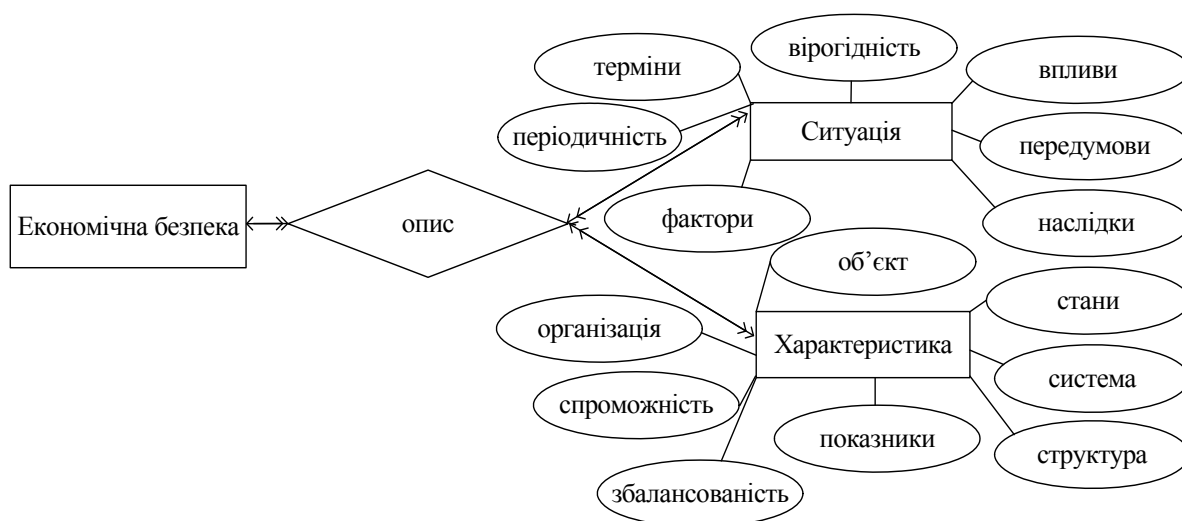 вірогідність
терміни
впливи
періодичність
Ситуація
передумови
Економічна безпека
опис
фактори
наслідки
об’єкт
стани
організація
Характеристика
система
спроможність
показники
структура
збалансованість